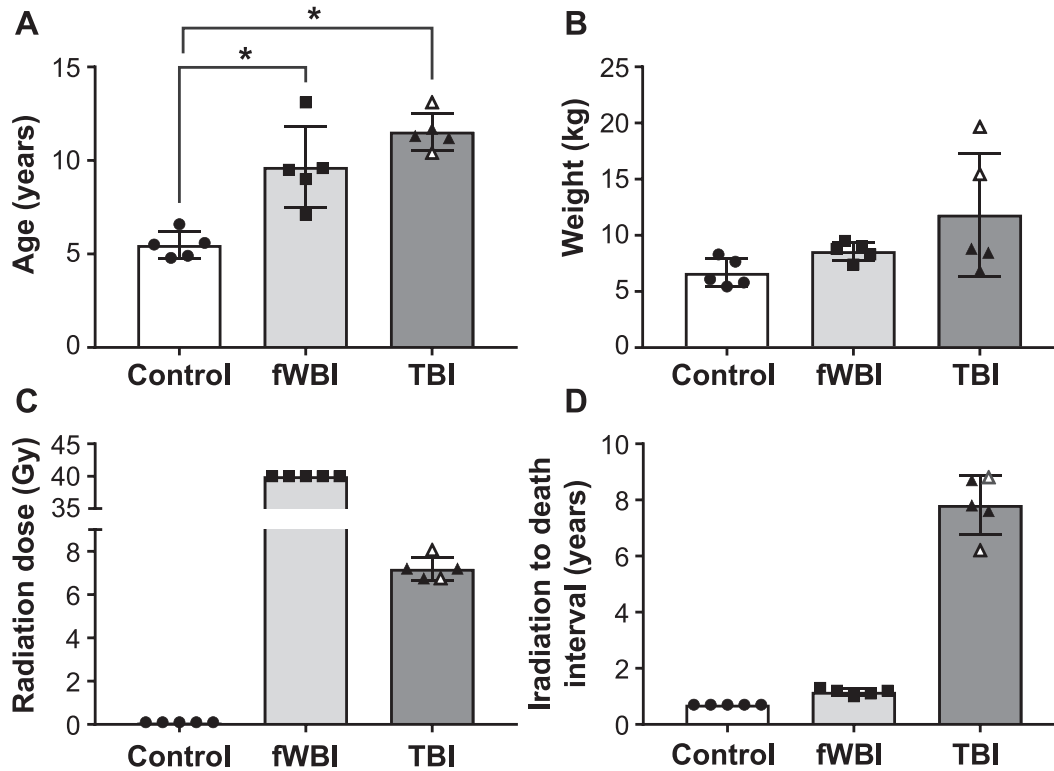 A
*
*
Age (years)
15
10
5
0
Control
fWBI
TBI
B
Weight (kg)
25
20
15
10
5
0
Control
fWBI
TBI
C
Radiation dose (Gy)
45
40
35
8
6
4
2
0
Control
fWBI
TBI
D
Iradiation to death
interval (years)
10
8
6
4
2
0
Control
fWBI
TBI